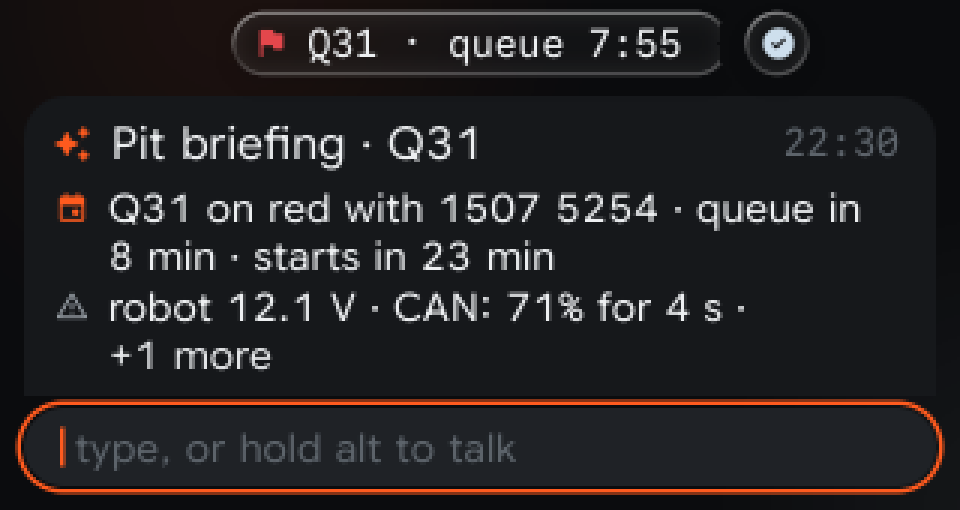 Q31 · queue 7:55
Pit briefing · Q31
22:30
Q31 on red with 1507 5254 · queue in
8 min · starts in 23 min
robot 12.1 V · CAN: 71% for 4 s ·
+1 more
type, or hold alt to talk